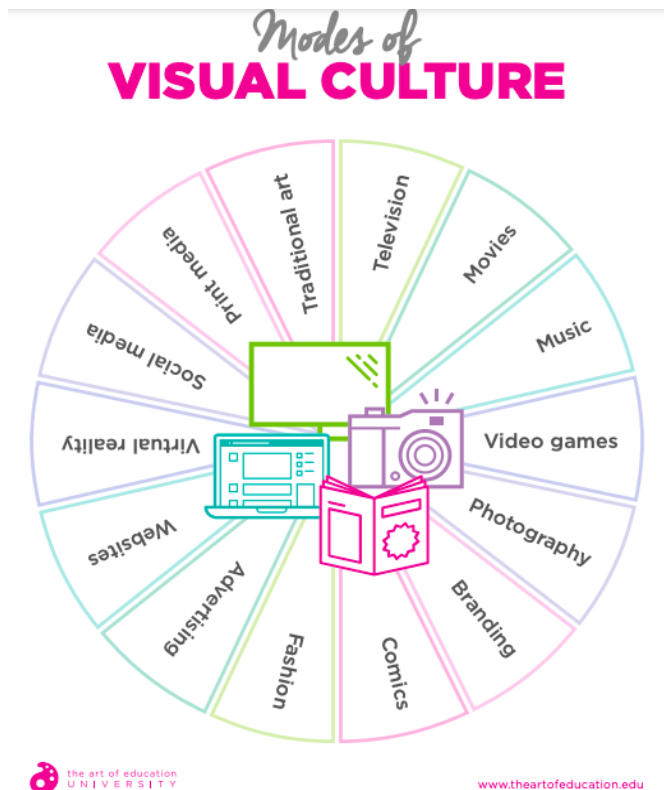 Modes of
VISUAL CULTURE
Television
Movies
Music
Video games
Photography
Branding
Comics
Fashion
Advertising
Websites
Virtual reality
Social media
Print media
Traditional art
the art of education
UNIVERSITY
www.theartofeducation.edu